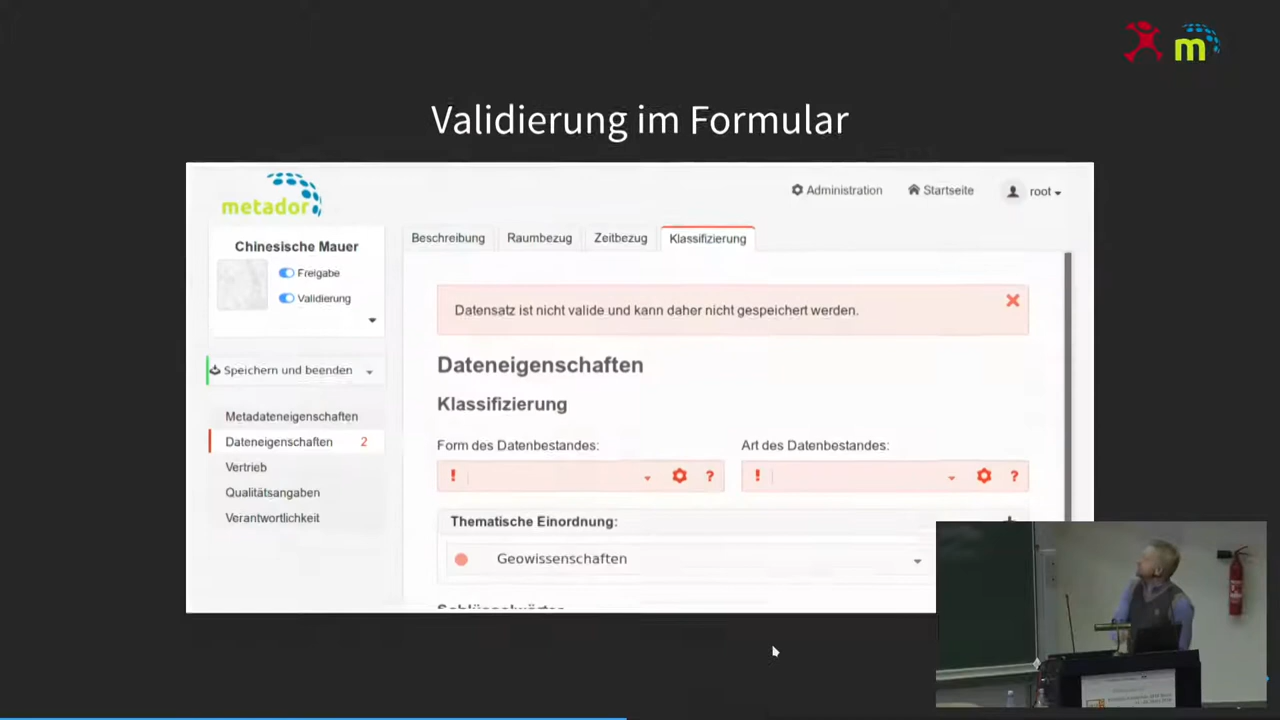 m
Validierung im Formular
metador
Administration
Startseite
root
Chinesische Mauer
Freigabe
Validierung
Speichern und beenden
Metadateneigenschaften
Dateneigenschaften 2
Vertrieb
Qualitätsangaben
Verantwortlichkeit
Beschreibung
Raumbezug
Zeitbezug
Klassifizierung
Datensatz ist nicht valide und kann daher nicht gespeichert werden.
Dateneigenschaften
Klassifizierung
Form des Datenbestandes:
Art des Datenbestandes:
! ?
! ?
Thematische Einordnung:
Geowissenschaften